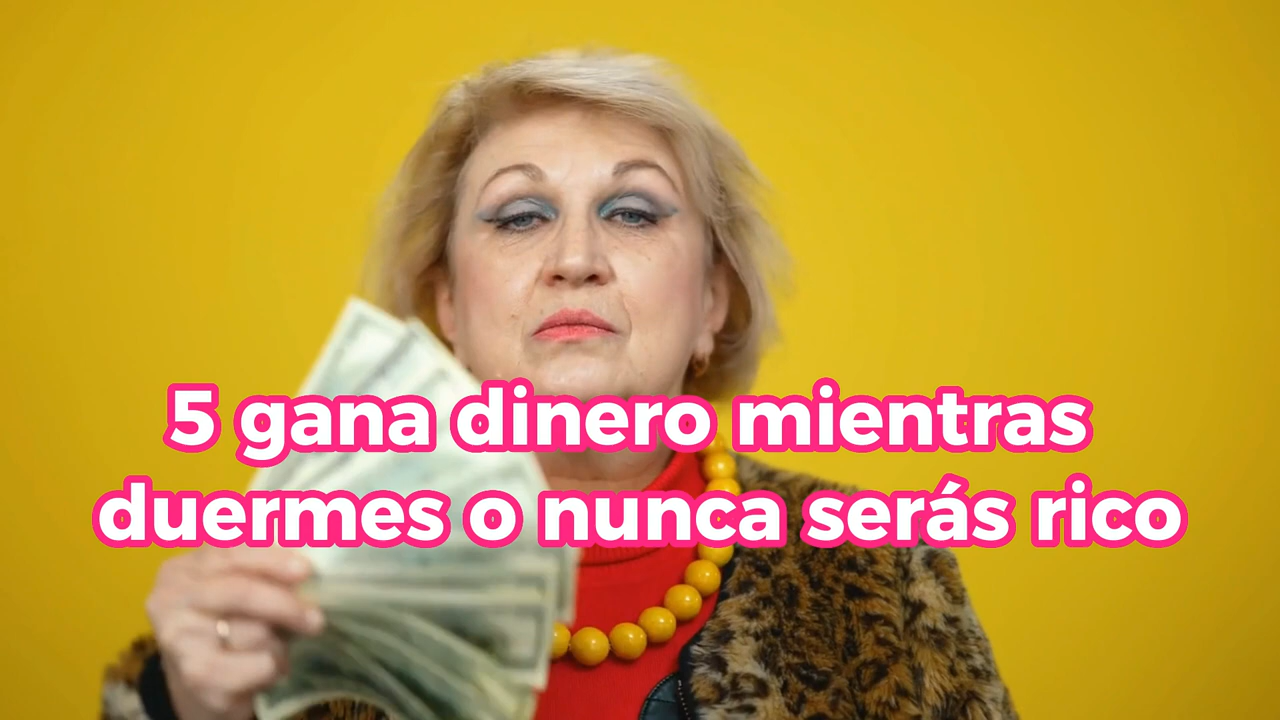 5 gana dinero mientras
duermes o nunca serás rico